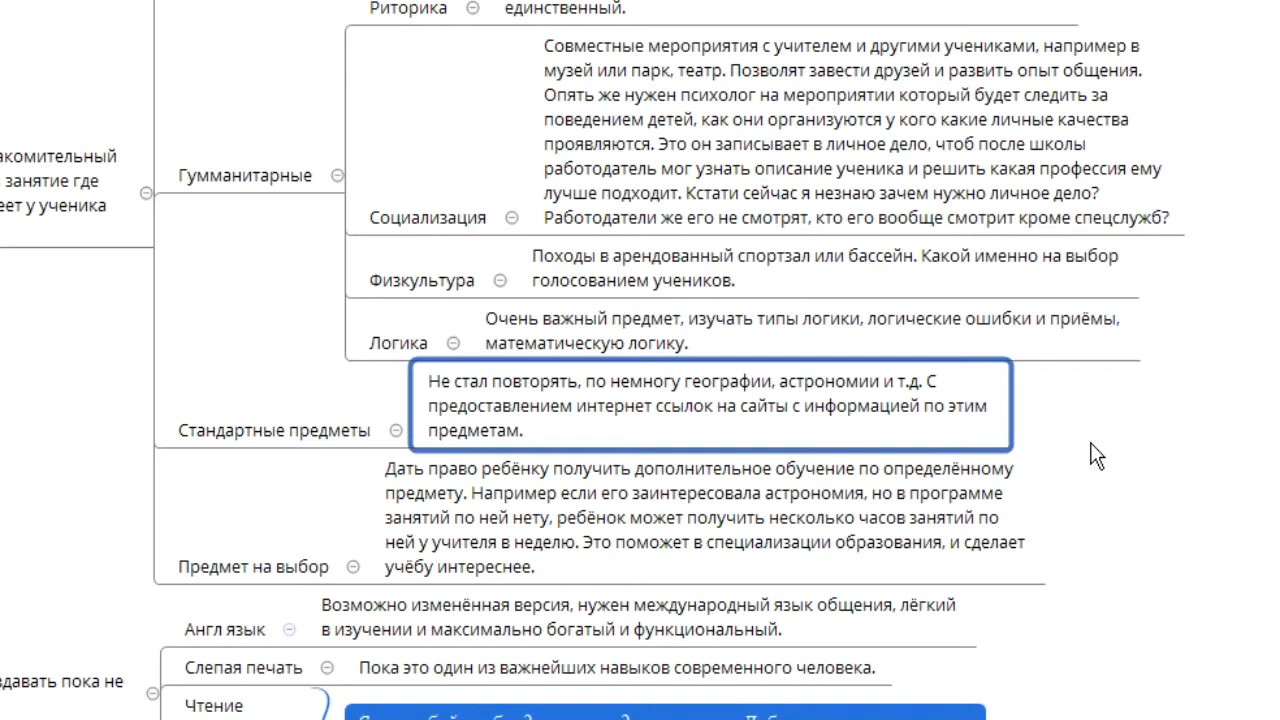 Риторика
единственный.
Совместные мероприятия с учителем и другими учениками, например в
музей или парк, театр. Позволят завести друзей и развить опыт общения.
Опять же нужен психолог на мероприятии который будет следить за
поведением детей, как они организуются у кого какие личные качества
проявляются. Это он записывает в личное дело, чтоб после школы
работодатель мог узнать описание ученика и решить какая профессия ему
лучше подходит. Кстати сейчас я незнаю зачем нужно личное дело?
Работодатели же его не смотрят, кто его вообще смотрит кроме спецслужб?
акомительный
занятие где
еет у ученика
Гумманитарные
Социализация
Походы в арендованный спортзал или бассейн. Какой именно на выбор
голосованием учеников.
Физкультура
Очень важный предмет, изучать типы логики, логические ошибки и приёмы,
математическую логику.
Логика
Не стал повторять, по немногу географии, астрономии и т.д. С
предоставлением интернет ссылок на сайты с информацией по этим
предметам.
Стандартные предметы
Дать право ребёнку получить дополнительное обучение по определённому
предмету. Например если его заинтересовала астрономия, но в программе
занятий по ней нету, ребёнок может получить несколько часов занятий по
ней у учителя в неделю. Это поможет в специализации образования, и сделает
учёбу интереснее.
Предмет на выбор
Возможно изменённая версия, нужен международный язык общения, лёгкий
в изучении и максимально богатый и функциональный.
Англ язык
Слепая печать
Пока это один из важнейших навыков современного человека.
здавать пока не
Чтение